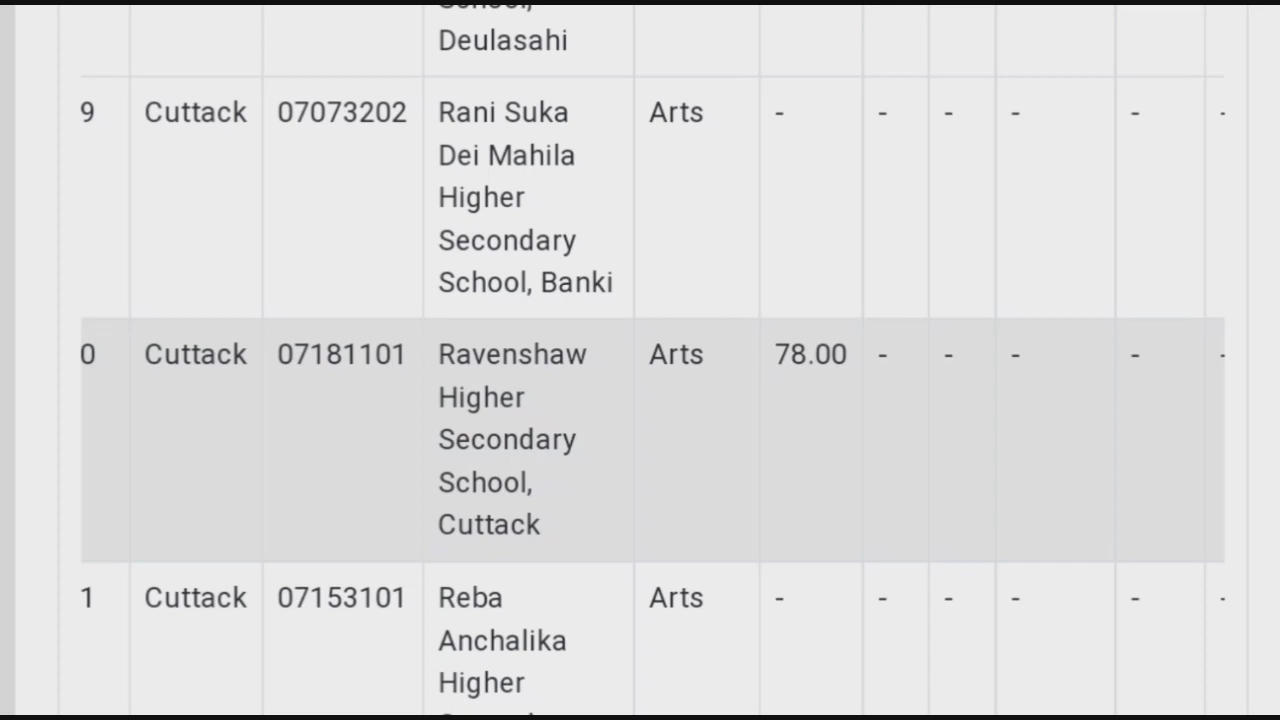 School,
Deulasahi
9 Cuttack 07073202 Rani Suka Arts - - - - - -
Dei Mahila
Higher
Secondary
School, Banki
0 Cuttack 07181101 Ravenshaw Arts 78.00 - - - - -
Higher
Secondary
School,
Cuttack
1 Cuttack 07153101 Reba Arts - - - - - -
Anchalika
Higher